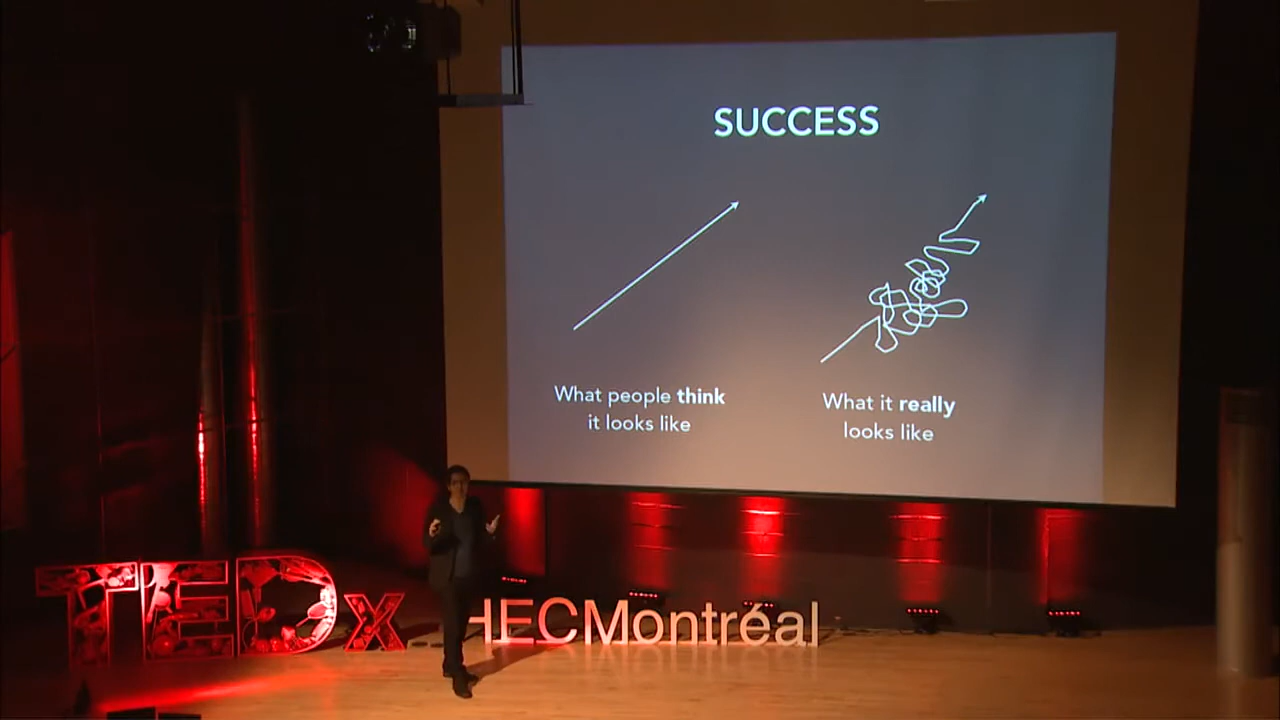 SUCCESS
What people think
it looks like
What it really
looks like
TEDx HECMontréal